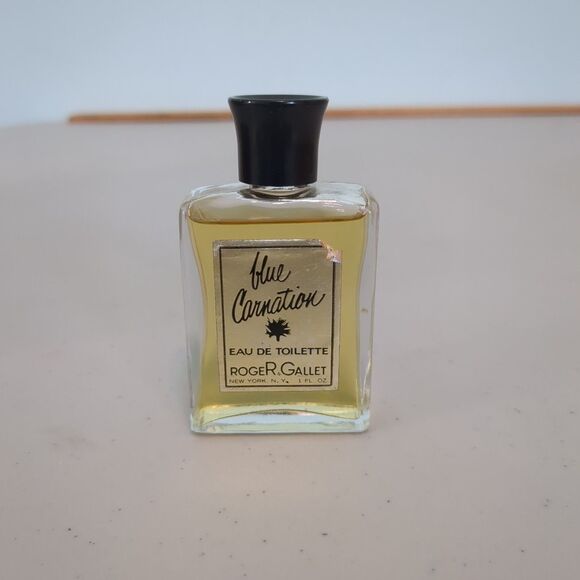 blue
Carnation
EAU DE TOILETTE
ROGER & GALLET
NEW YORK, N.Y. 1 FL. OZ.